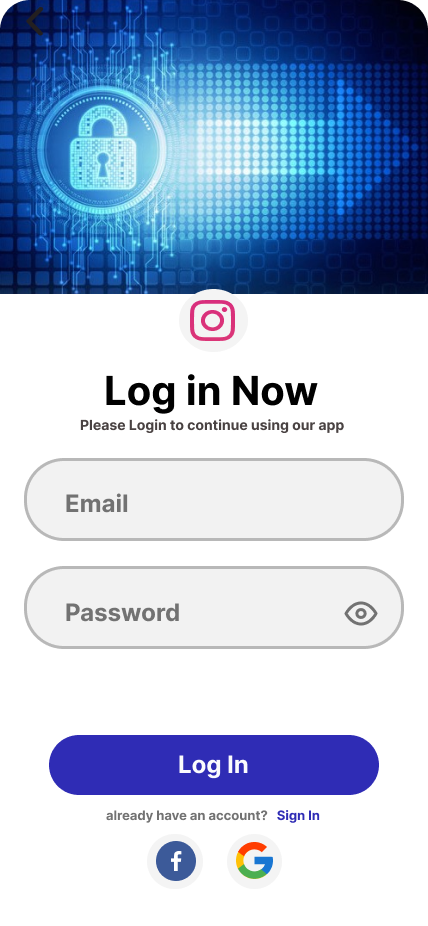 Log in Now
Please Login to continue using our app
Email
Password
Log In
already have an account? Sign In